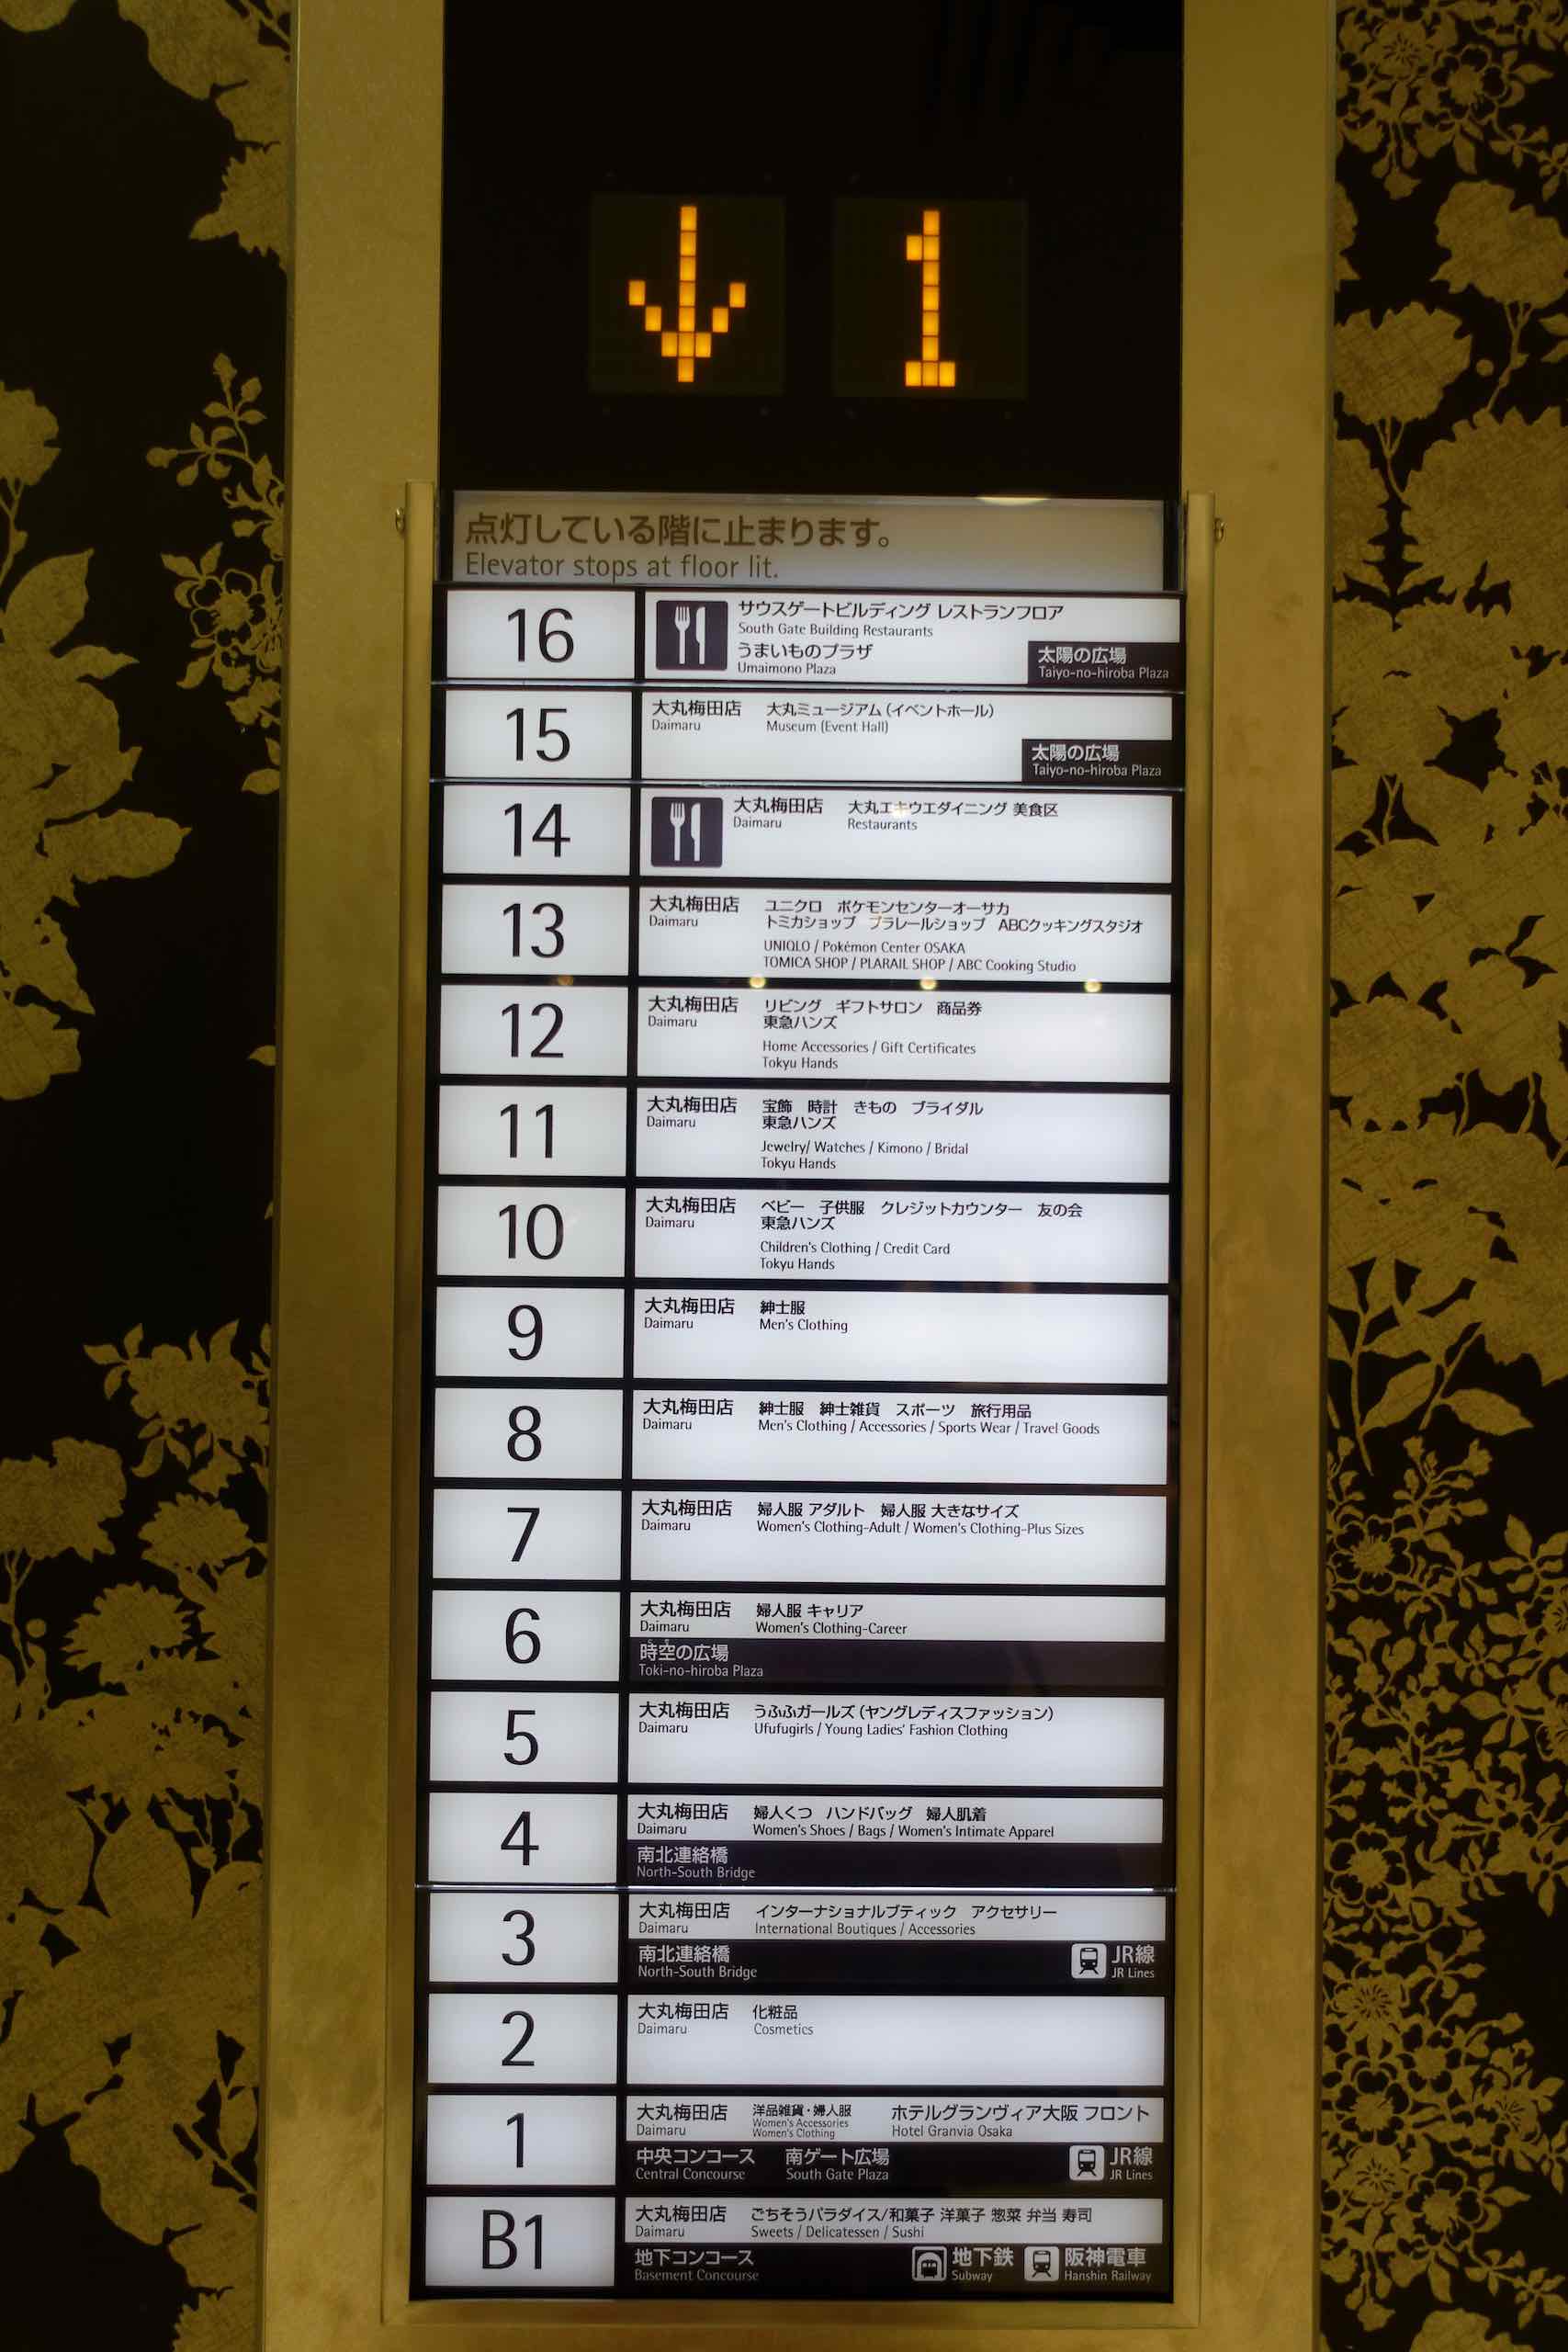 1
点灯している階に止まります。
Elevator stops at floor lit.
16
サウスゲートビルディング レストランフロア
South Gate Building Restaurants
うまいものプラザ
Umaimono Plaza
太陽の広場
Taiyo-no-hiroba Plaza
15
大丸梅田店 大丸ミュージアム(イベントホール)
Daimaru Museum (Event Hall)
太陽の広場
Taiyo-no-hiroba Plaza
14
大丸梅田店 大丸エキウエダイニング 美食区
Daimaru Restaurants
13
大丸梅田店 ユニクロ ポケモンセンターオーサカ
Daimaru トミカショップ プラレールショップ ABCクッキングスタジオ
UNIQLO / Pokémon Center OSAKA
TOMICA SHOP / PLARAIL SHOP / ABC Cooking Studio
12
大丸梅田店 リビング ギフトサロン 商品券
Daimaru 東急ハンズ
Home Accessories / Gift Certificates
Tokyu Hands
11
大丸梅田店 宝飾 時計 きもの ブライダル
Daimaru 東急ハンズ
Jewelry/ Watches / Kimono / Bridal
Tokyu Hands
10
大丸梅田店 ベビー 子供服 クレジットカウンター 友の会
Daimaru 東急ハンズ
Children's Clothing / Credit Card
Tokyu Hands
9
大丸梅田店 紳士服
Daimaru Men's Clothing
8
大丸梅田店 紳士服 紳士雑貨 スポーツ 旅行用品
Daimaru Men's Clothing / Accessories / Sports Wear / Travel Goods
7
大丸梅田店 婦人服 アダルト 婦人服 大きなサイズ
Daimaru Women's Clothing-Adult / Women's Clothing-Plus Sizes
6
大丸梅田店 婦人服 キャリア
Daimaru Women's Clothing-Career
時空の広場
Toki-no-hiroba Plaza
5
大丸梅田店 うふふガールズ(ヤングレディスファッション)
Daimaru Ufufugirls / Young Ladies' Fashion Clothing
4
大丸梅田店 婦人くつ ハンドバッグ 婦人肌着
Daimaru Women's Shoes / Bags / Women's Intimate Apparel
南北連絡橋
North-South Bridge
3
大丸梅田店 インターナショナルブティック アクセサリー
Daimaru International Boutiques / Accessories
南北連絡橋 JR線
North-South Bridge JR Lines
2
大丸梅田店 化粧品
Daimaru Cosmetics
1
大丸梅田店 洋品雑貨・婦人服 ホテルグランヴィア大阪 フロント
Daimaru Women's Accessories Women's Clothing Hotel Granvia Osaka
中央コンコース 南ゲート広場 JR線
Central Concourse South Gate Plaza JR Lines
B1
大丸梅田店 ごちそうパラダイス/和菓子 洋菓子 惣菜 弁当 寿司
Daimaru Sweets / Delicatessen / Sushi
地下コンコース 地下鉄 阪神電車
Basement Concourse Subway Hanshin Railway